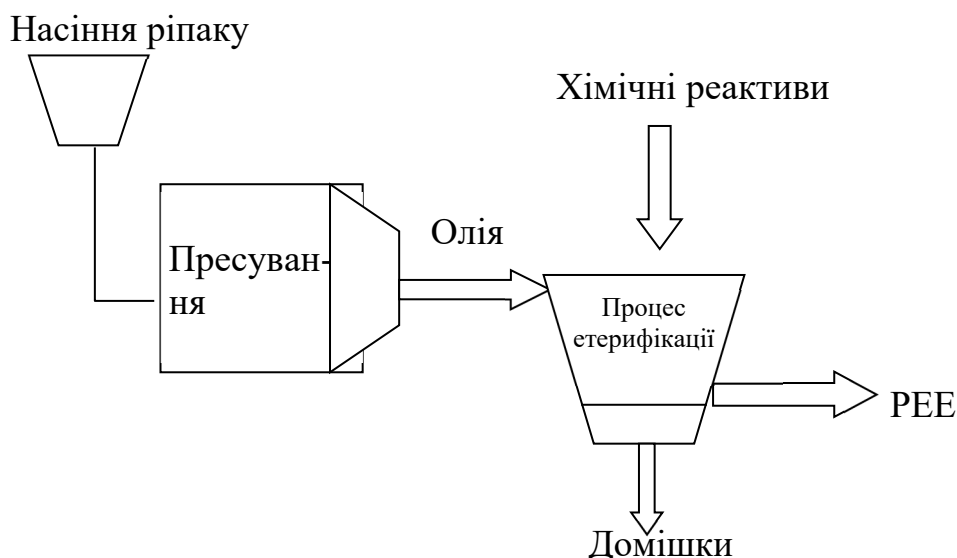 Насіння ріпаку
Хімічні реактиви
Олія
Пресуван-
ня
Процес
етерифікації
РЕЕ
Домішки